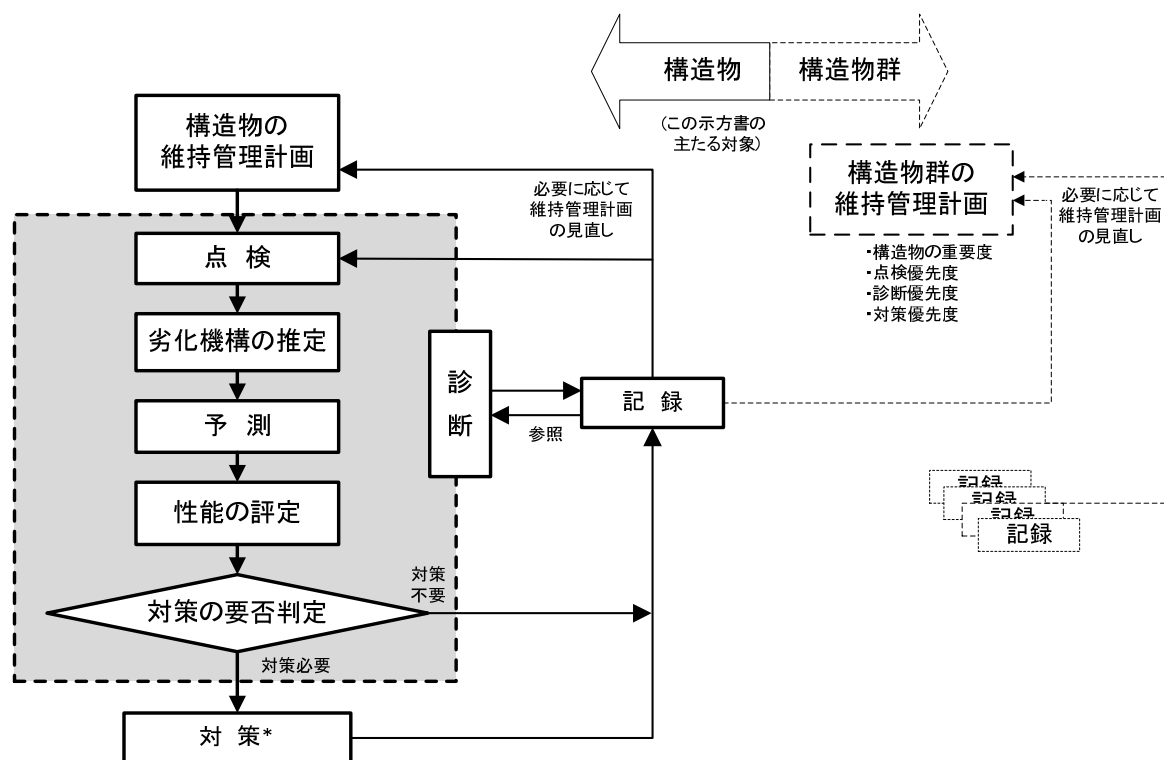 構造物
構造物群
(この示方書の
主たる対象)
構造物の
維持管理計画
必要に応じて
維持管理計画
の見直し
構造物群の
維持管理計画
必要に応じて
維持管理計画
の見直し
・構造物の重要度
・点検優先度
・診断優先度
・対策優先度
点 検
劣化機構の推定
診
断
記 録
参照
予 測
性能の評定
記録
記録
記録
記録
対策
不要
対策の要否判定
対策必要
対 策*